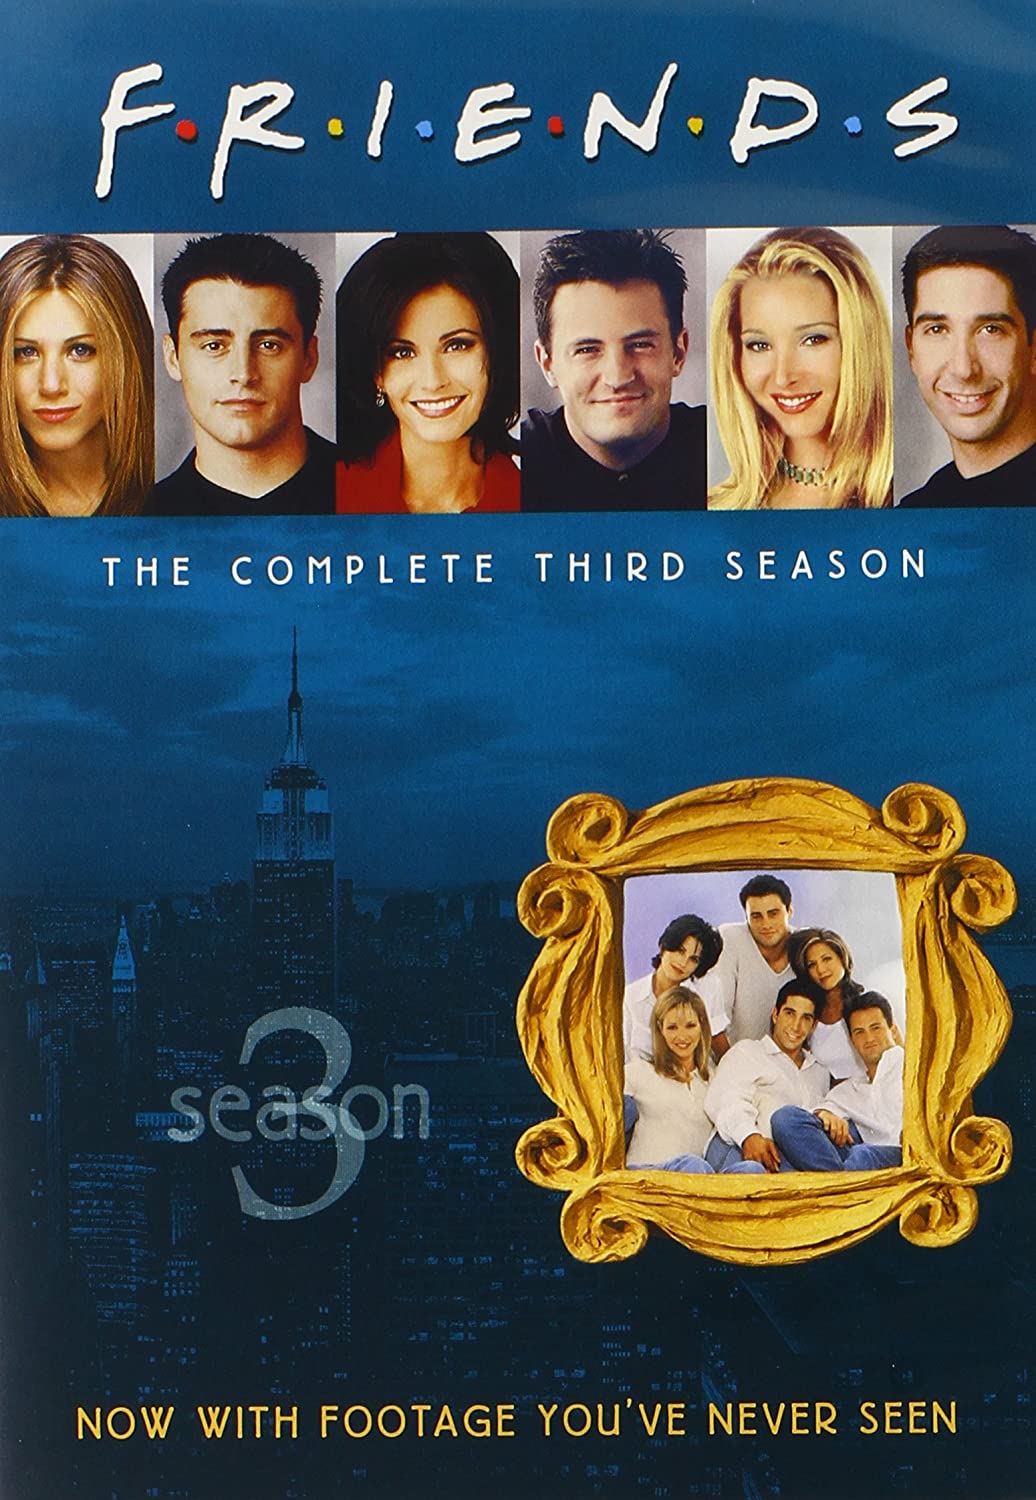 F·R·I·E·N·D·S
THE COMPLETE THIRD SEASON
3
season
NOW WITH FOOTAGE YOU'VE NEVER SEEN